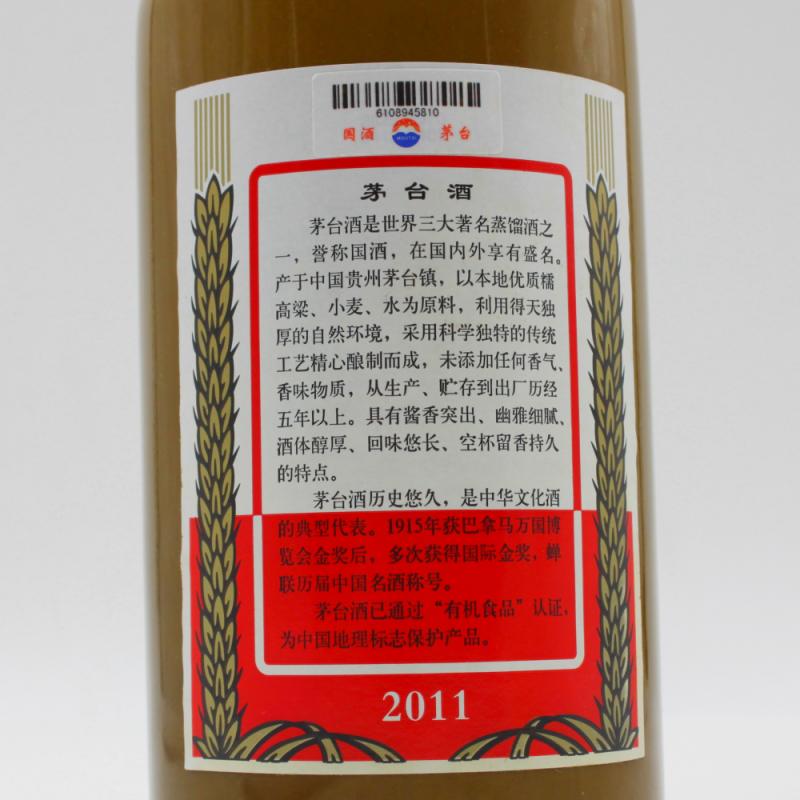 6108945810
国酒 MOUTAI 茅台
茅台酒
茅台酒是世界三大著名蒸馏酒之
一，誉称国酒，在国内外享有盛名。
产于中国贵州茅台镇，以本地优质糯
高粱、小麦、水为原料，利用得天独
厚的自然环境，采用科学独特的传统
工艺精心酿制而成，未添加任何香气、
香味物质，从生产、贮存到出厂历经
五年以上。具有酱香突出、幽雅细腻、
酒体醇厚、回味悠长、空杯留香持久
的特点。
茅台酒历史悠久，是中华文化酒
的典型代表。1915年获巴拿马万国博
览会金奖后，多次获得国际金奖，蝉
联历届中国名酒称号。
茅台酒已通过“有机食品”认证，
为中国地理标志保护产品。
2011